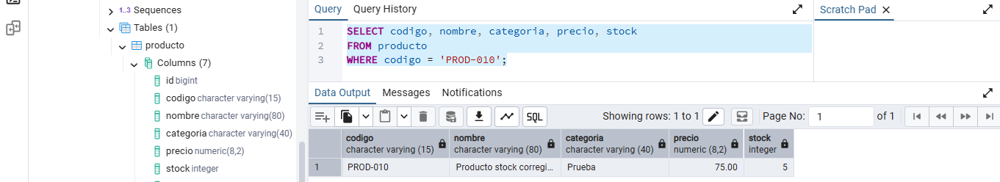 1..3 Sequences
Tables (1)
producto
Columns (7)
id bigint
codigo character varying(15)
nombre character varying(80)
categoria character varying(40)
precio numeric(8,2)
stock integer
Query Query History Scratch Pad
1 SELECT codigo, nombre, categoria, precio, stock
2 FROM producto
3 WHERE codigo = 'PROD-010';
Data Output Messages Notifications
SQL Showing rows: 1 to 1 Page No: 1 of 1
codigo nombre categoria precio stock
character varying (15) character varying (80) character varying (40) numeric (8,2) integer
1 PROD-010 Producto stock corregi... Prueba 75.00 5